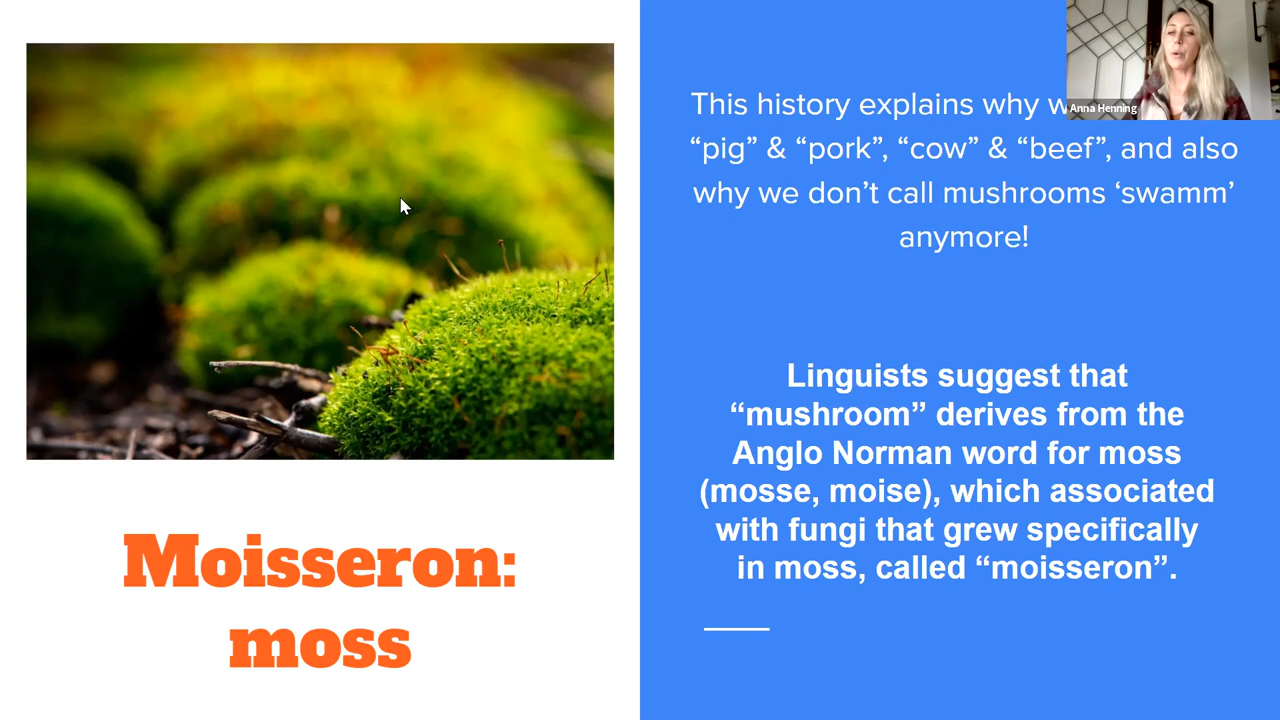 Moisseron:
moss
This history explains why w
“pig” & “pork”, “cow” & “beef”, and also
why we don’t call mushrooms ‘swamm’
anymore!
Linguists suggest that
“mushroom” derives from the
Anglo Norman word for moss
(mosse, moise), which associated
with fungi that grew specifically
in moss, called “moisseron”.
Anna Henning